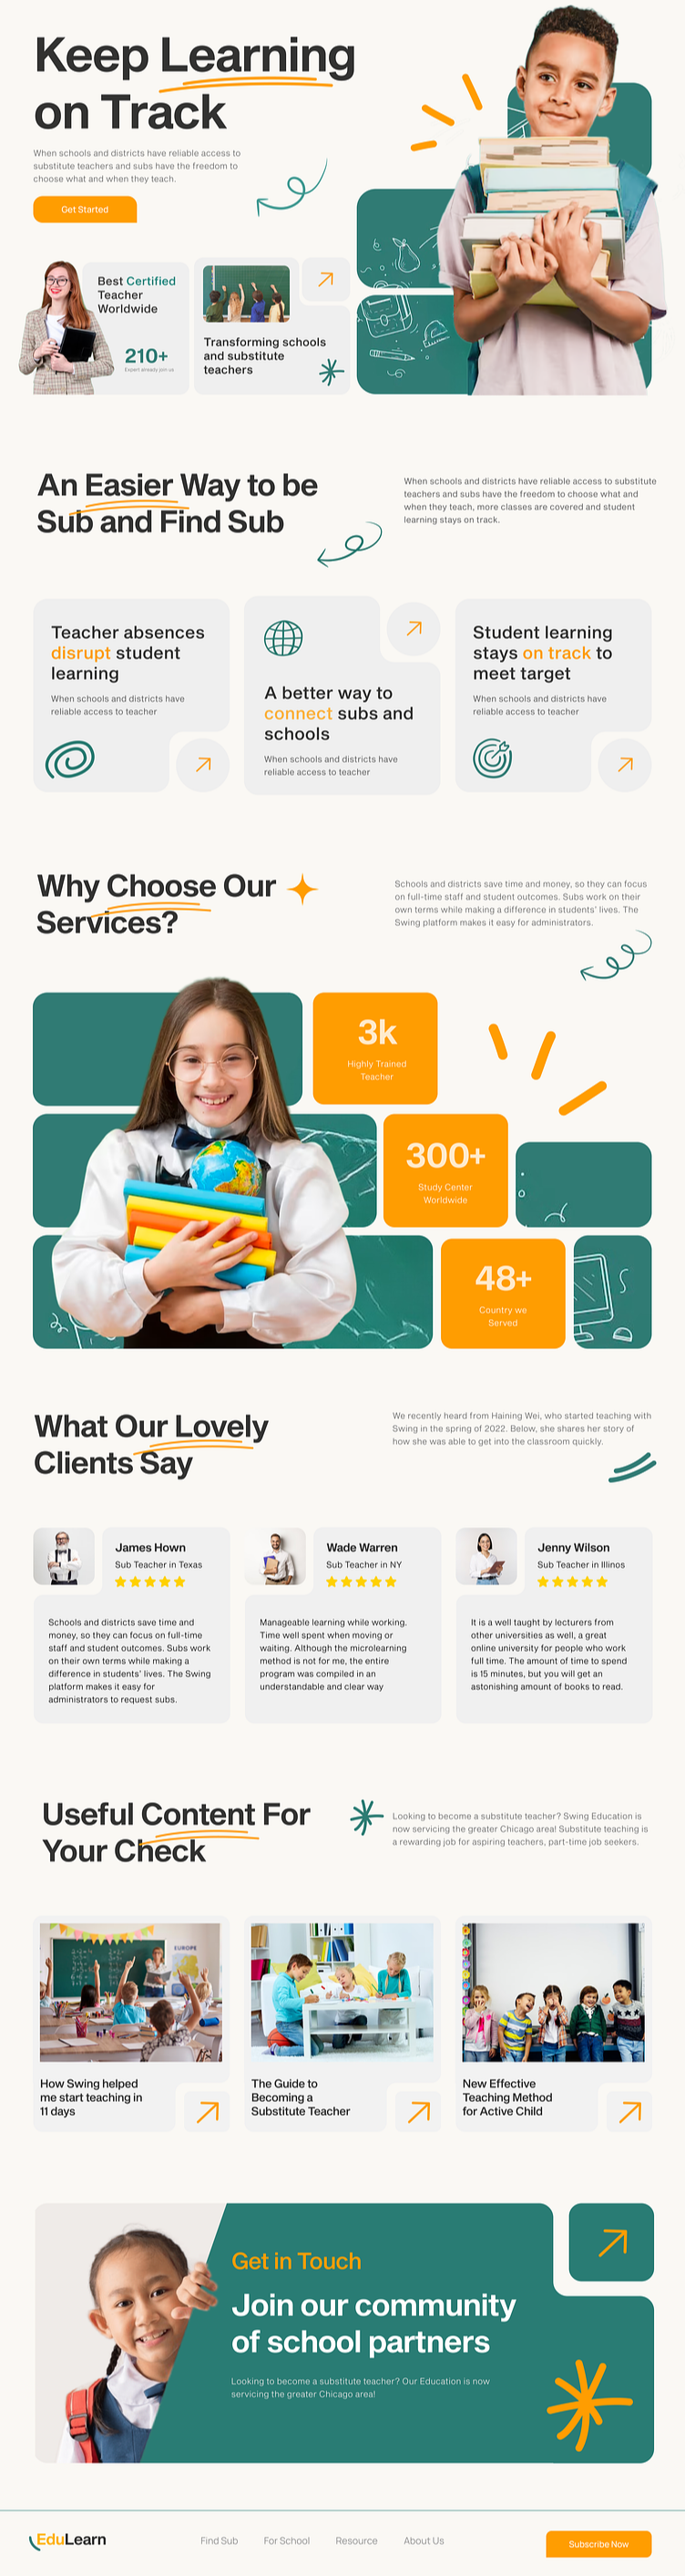 Keep Learning
on Track
When schools and districts have reliable access to
substitute teachers and subs have the freedom to
choose what and when they teach.
Get Started
Best Certified
Teacher
Worldwide
210+
Expert already join us
Transforming schools
and substitute
teachers
An Easier Way to be
Sub and Find Sub
When schools and districts have reliable access to substitute
teachers and subs have the freedom to choose what and
when they teach, more classes are covered and student
learning stays on track.
Teacher absences
disrupt student
learning
When schools and districts have
reliable access to teacher
A better way to
connect subs and
schools
When schools and districts have
reliable access to teacher
Student learning
stays on track to
meet target
When schools and districts have
reliable access to teacher
Why Choose Our
Services?
Schools and districts save time and money, so they can focus
on full-time staff and student outcomes. Subs work on their
own terms while making a difference in students' lives. The
Swing platform makes it easy for administrators.
3k
Highly Trained
Teacher
300+
Study Center
Worldwide
48+
Country we
Served
What Our Lovely
Clients Say
We recently heard from Haining Wei, who started teaching with
Swing in the spring of 2022. Below, she shares her story of
how she was able to get into the classroom quickly.
James Hown
Sub Teacher in Texas
Schools and districts save time and
money, so they can focus on full-time
staff and student outcomes. Subs work
on their own terms while making a
difference in students' lives. The Swing
platform makes it easy for
administrators to request subs.
Wade Warren
Sub Teacher in NY
Manageable learning while working.
Time well spent when moving or
waiting. Although the microlearning
method is not for me, the entire
program was compiled in an
understandable and clear way
Jenny Wilson
Sub Teacher in Illinos
It is a well taught by lecturers from
other universities as well, a great
online university for people who work
full time. The amount of time to spend
is 15 minutes, but you will get an
astonishing amount of books to read.
Useful Content For
Your Check
Looking to become a substitute teacher? Swing Education is
now servicing the greater Chicago area! Substitute teaching is
a rewarding job for aspiring teachers, part-time job seekers.
EUROPE
How Swing helped
me start teaching in
11 days
The Guide to
Becoming a
Substitute Teacher
New Effective
Teaching Method
for Active Child
Get in Touch
Join our community
of school partners
Looking to become a substitute teacher? Our Education is now
servicing the greater Chicago area!
EduLearn
Find Sub
For School
Resource
About Us
Subscribe Now